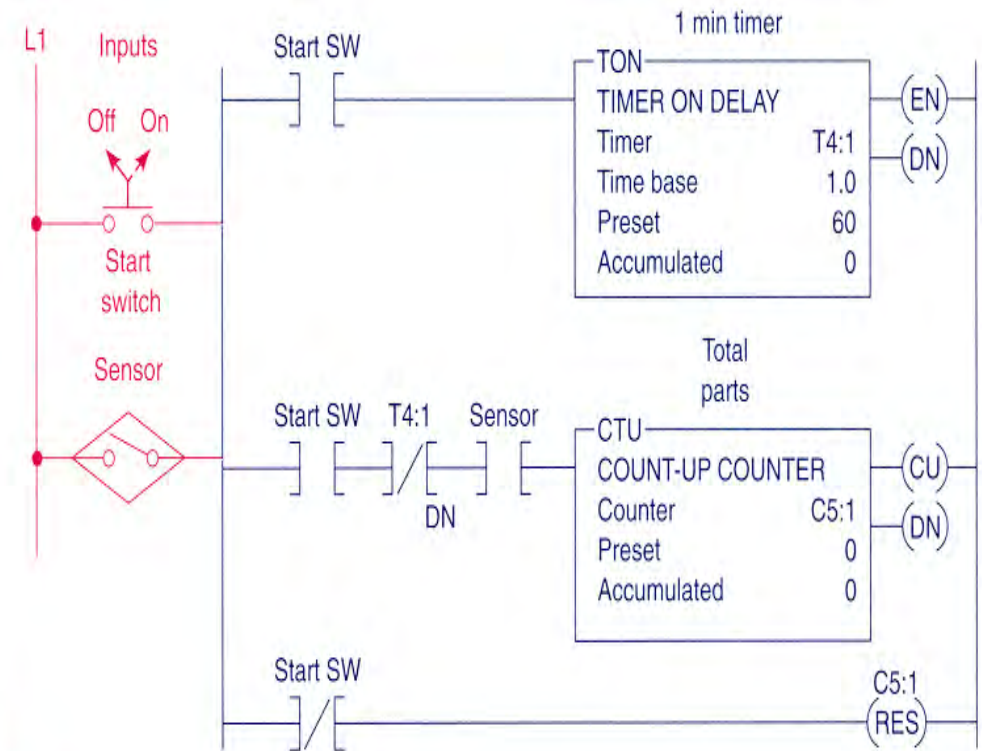 L1
Inputs
Off On
Start
switch
Sensor
1 min timer
Start SW
TON
TIMER ON DELAY
Timer T4:1
Time base 1.0
Preset 60
Accumulated 0
EN
DN
Total
parts
Start SW T4:1 Sensor
DN
CTU
COUNT-UP COUNTER
Counter C5:1
Preset 0
Accumulated 0
CU
DN
Start SW
C5:1
RES